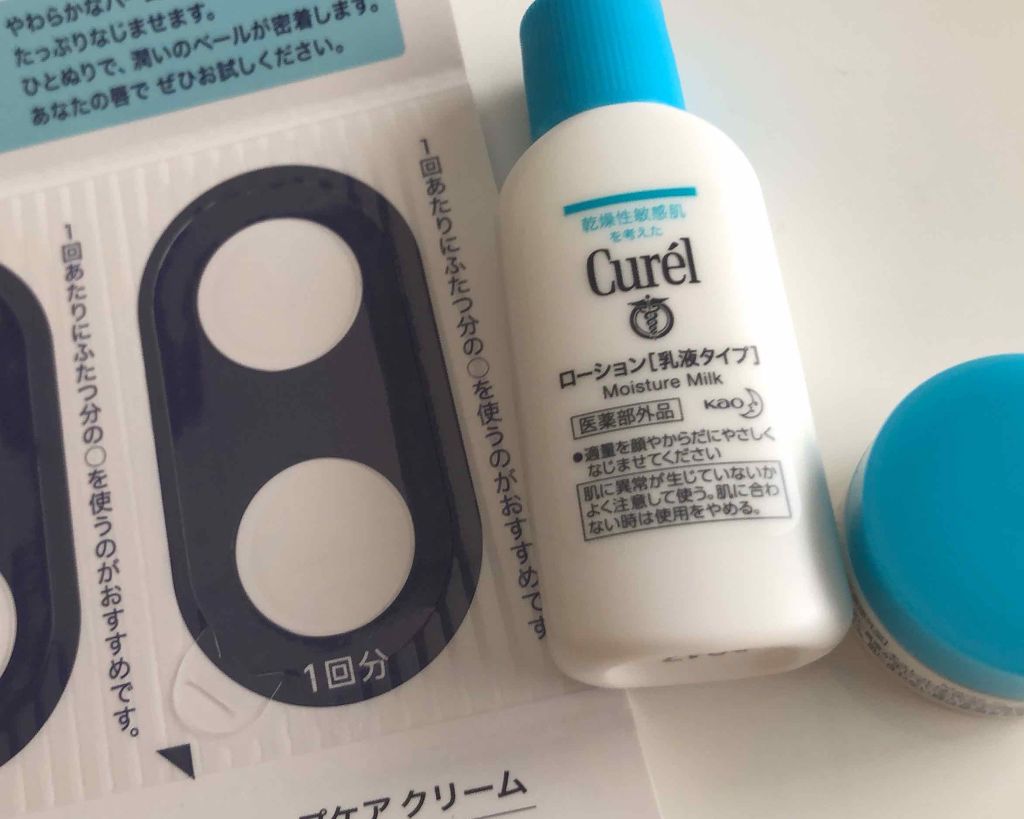 やわらかなバー
たっぷりなじませます。
ひとぬりで、潤いのベールが密着します。
あなたの唇で ぜひお試しください。
1回あたりにふたつ分の○を使うのがおすすめです。
1回あたりにふたつ分の○を使うのがおすすめです
1回分
プケア クリーム
乾燥性敏感肌
を考えた
Curél
ローション[乳液タイプ]
Moisture Milk
医薬部外品
Kao
●適量を顔やからだにやさしく
なじませてください
肌に異常が生じていないか
よく注意して使う。肌に合わ
ない時は使用をやめる。